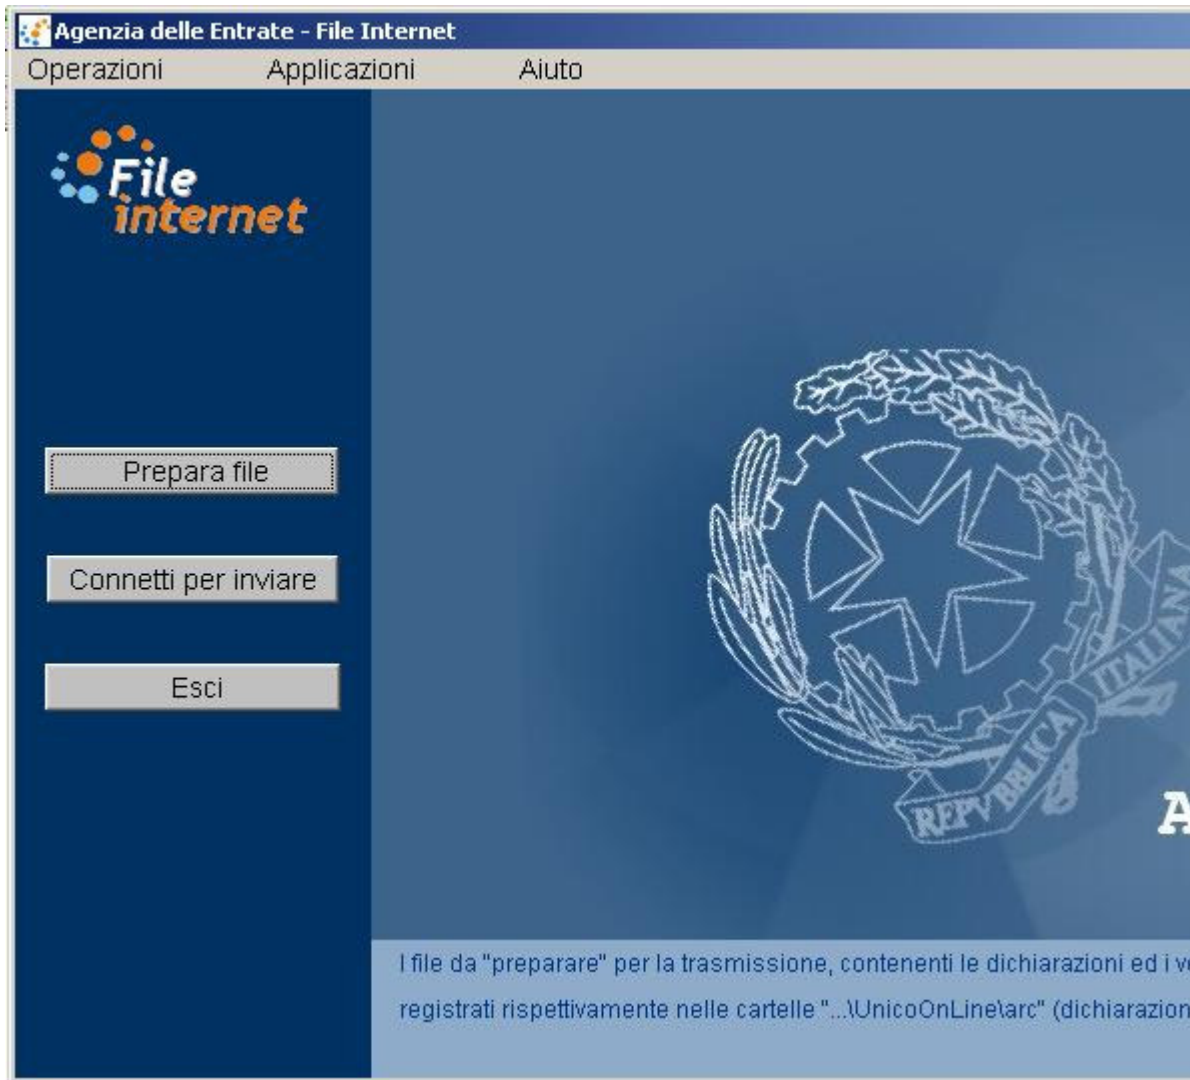 Agenzia delle Entrate - File Internet
Operazioni Applicazioni Aiuto
File
internet
Prepara file
Connetti per inviare
Esci
REPVBBLICA
ITALIANA
A
I file da "preparare" per la trasmissione, contenenti le dichiarazioni ed i v
registrati rispettivamente nelle cartelle "...\UnicoOnLine\arc" (dichiarazion